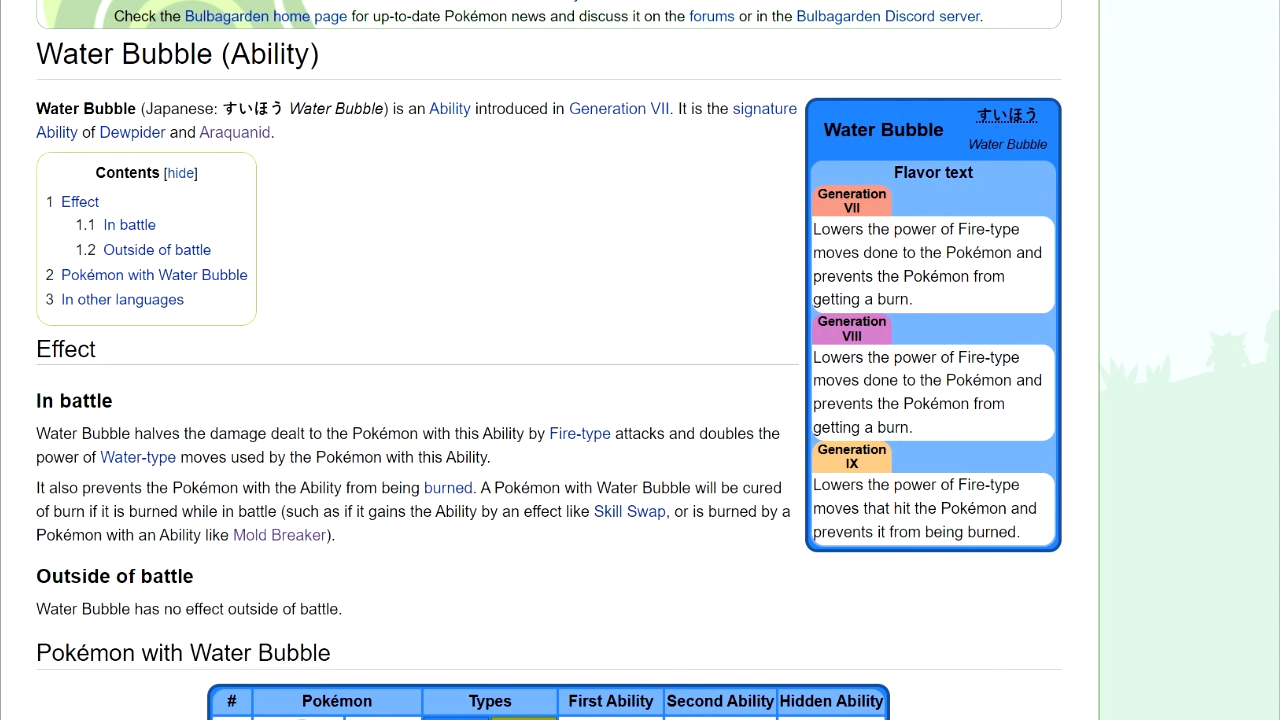 Check the Bulbagarden home page for up-to-date Pokémon news and discuss it on the forums or in the Bulbagarden Discord server.
Water Bubble (Ability)
Water Bubble (Japanese: すいほう Water Bubble) is an Ability introduced in Generation VII. It is the signature
Ability of Dewpider and Araquanid.
Contents [hide]
1 Effect
1.1 In battle
1.2 Outside of battle
2 Pokémon with Water Bubble
3 In other languages
Water Bubble
すいほう
Water Bubble
Flavor text
Generation
VII
Lowers the power of Fire-type
moves done to the Pokémon and
prevents the Pokémon from
getting a burn.
Generation
VIII
Lowers the power of Fire-type
moves done to the Pokémon and
prevents the Pokémon from
getting a burn.
Generation
IX
Lowers the power of Fire-type
moves that hit the Pokémon and
prevents it from being burned.
Effect
In battle
Water Bubble halves the damage dealt to the Pokémon with this Ability by Fire-type attacks and doubles the
power of Water-type moves used by the Pokémon with this Ability.
It also prevents the Pokémon with the Ability from being burned. A Pokémon with Water Bubble will be cured
of burn if it is burned while in battle (such as if it gains the Ability by an effect like Skill Swap, or is burned by a
Pokémon with an Ability like Mold Breaker).
Outside of battle
Water Bubble has no effect outside of battle.
Pokémon with Water Bubble
# Pokémon Types First Ability Second Ability Hidden Ability